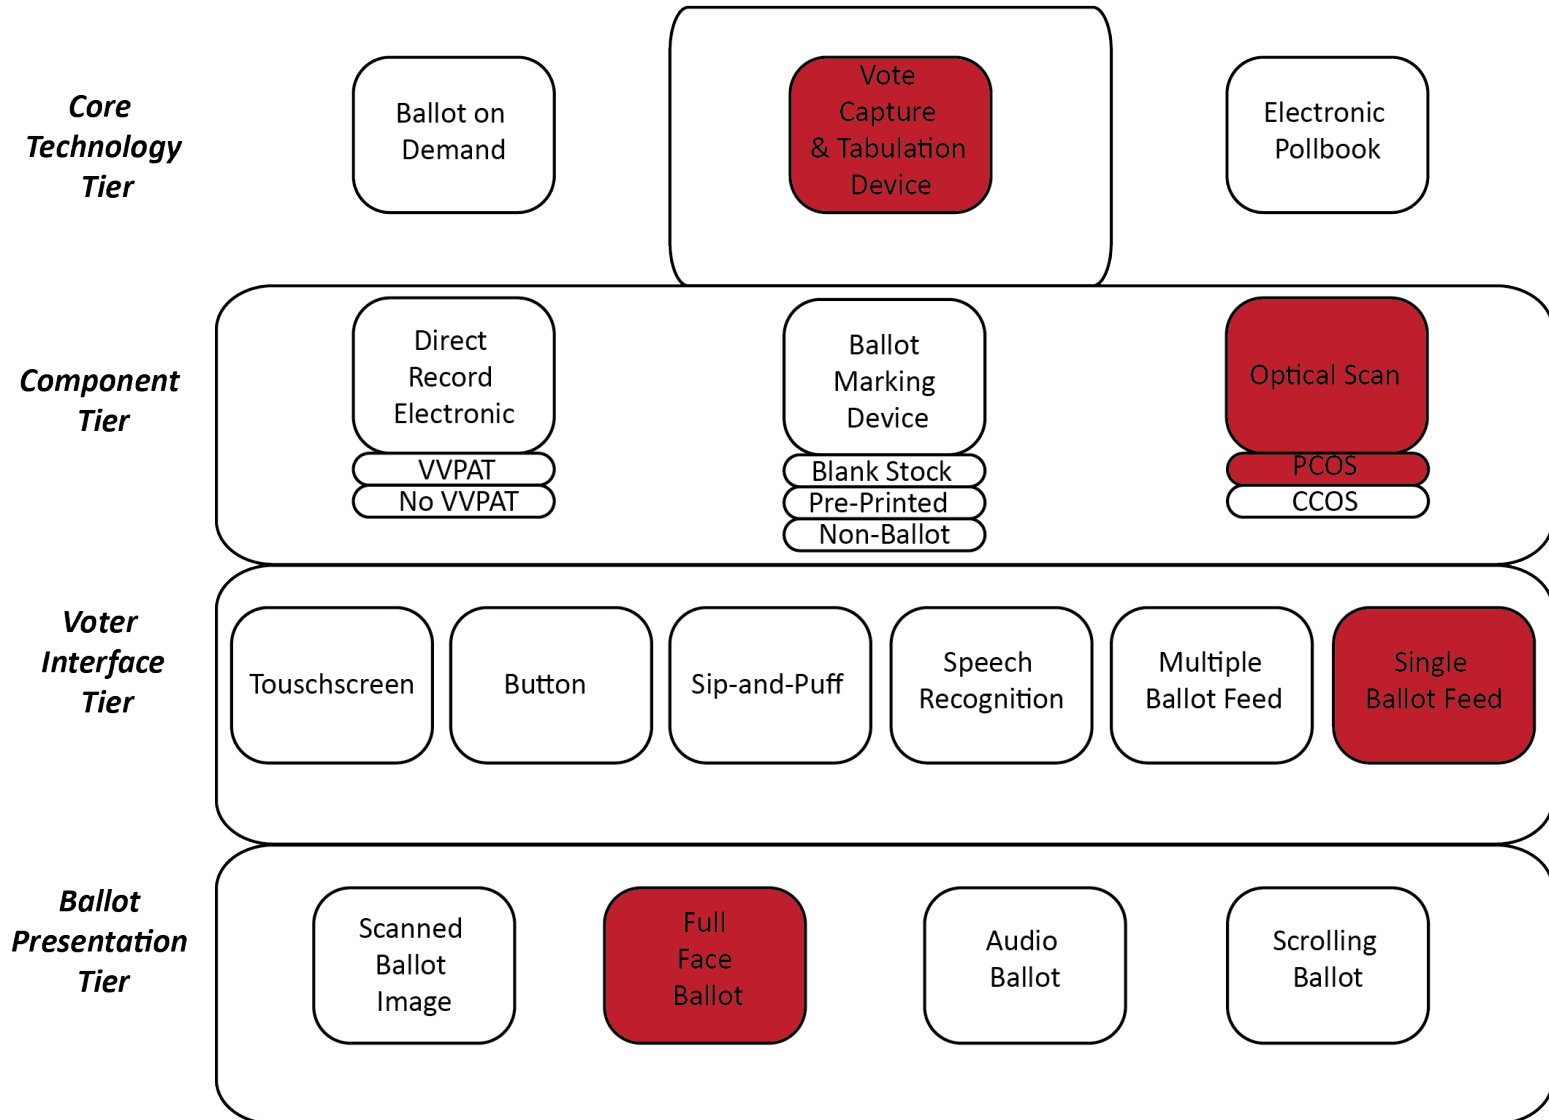 Core
Technology
Tier
Ballot on
Demand
Vote
Capture
& Tabulation
Device
Electronic
Pollbook
Component
Tier
Direct
Record
Electronic
VVPAT
No VVPAT
Ballot
Marking
Device
Blank Stock
Pre-Printed
Non-Ballot
Optical Scan
PCOS
CCOS
Voter
Interface
Tier
Touschscreen
Button
Sip-and-Puff
Speech
Recognition
Multiple
Ballot Feed
Single
Ballot Feed
Ballot
Presentation
Tier
Scanned
Ballot
Image
Full
Face
Ballot
Audio
Ballot
Scrolling
Ballot